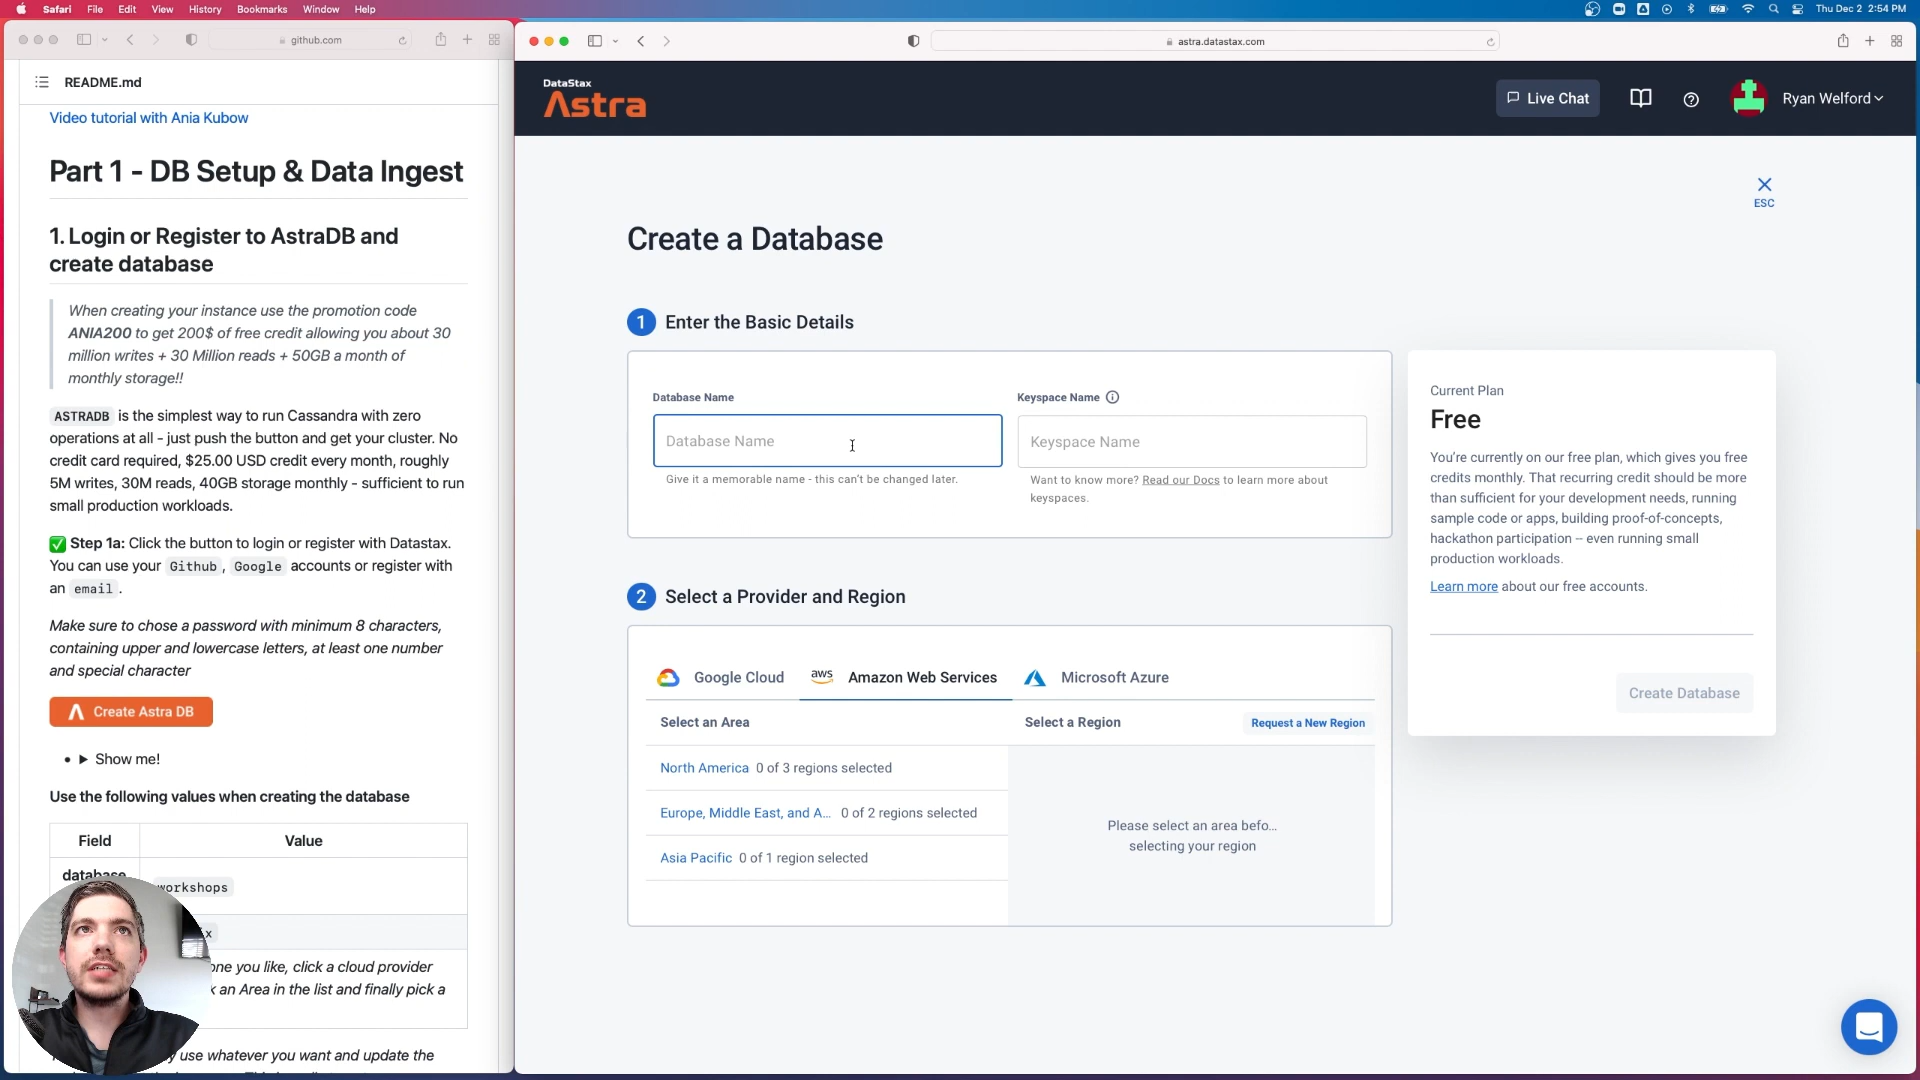 Safari File Edit View History Bookmarks Window Help
Thu Dec 2 2:54 PM
github.com
astra.datastax.com
README.md
Video tutorial with Ania Kubow
Part 1 - DB Setup & Data Ingest
1. Login or Register to AstraDB and
create database
When creating your instance use the promotion code
ANIA200 to get 200$ of free credit allowing you about 30
million writes + 30 Million reads + 50GB a month of
monthly storage!!
ASTRADB is the simplest way to run Cassandra with zero
operations at all - just push the button and get your cluster. No
credit card required, $25.00 USD credit every month, roughly
5M writes, 30M reads, 40GB storage monthly - sufficient to run
small production workloads.
Step 1a: Click the button to login or register with Datastax.
You can use your Github, Google accounts or register with
an email.
Make sure to chose a password with minimum 8 characters,
containing upper and lowercase letters, at least one number
and special character
Create Astra DB
Show me!
Use the following values when creating the database
Field Value
database
workshops
x
one you like, click a cloud provider
k an Area in the list and finally pick a
use whatever you want and update the
DataStax
Astra
Live Chat
Ryan Welford
ESC
Create a Database
1 Enter the Basic Details
Database Name
Database Name
Give it a memorable name - this can't be changed later.
Keyspace Name
Keyspace Name
Want to know more? Read our Docs to learn more about
keyspaces.
2 Select a Provider and Region
Google Cloud
aws Amazon Web Services
Microsoft Azure
Select an Area
Select a Region
Request a New Region
North America 0 of 3 regions selected
Europe, Middle East, and A... 0 of 2 regions selected
Asia Pacific 0 of 1 region selected
Please select an area befo...
selecting your region
Current Plan
Free
You're currently on our free plan, which gives you free
credits monthly. That recurring credit should be more
than sufficient for your development needs, running
sample code or apps, building proof-of-concepts,
hackathon participation -- even running small
production workloads.
Learn more about our free accounts.
Create Database